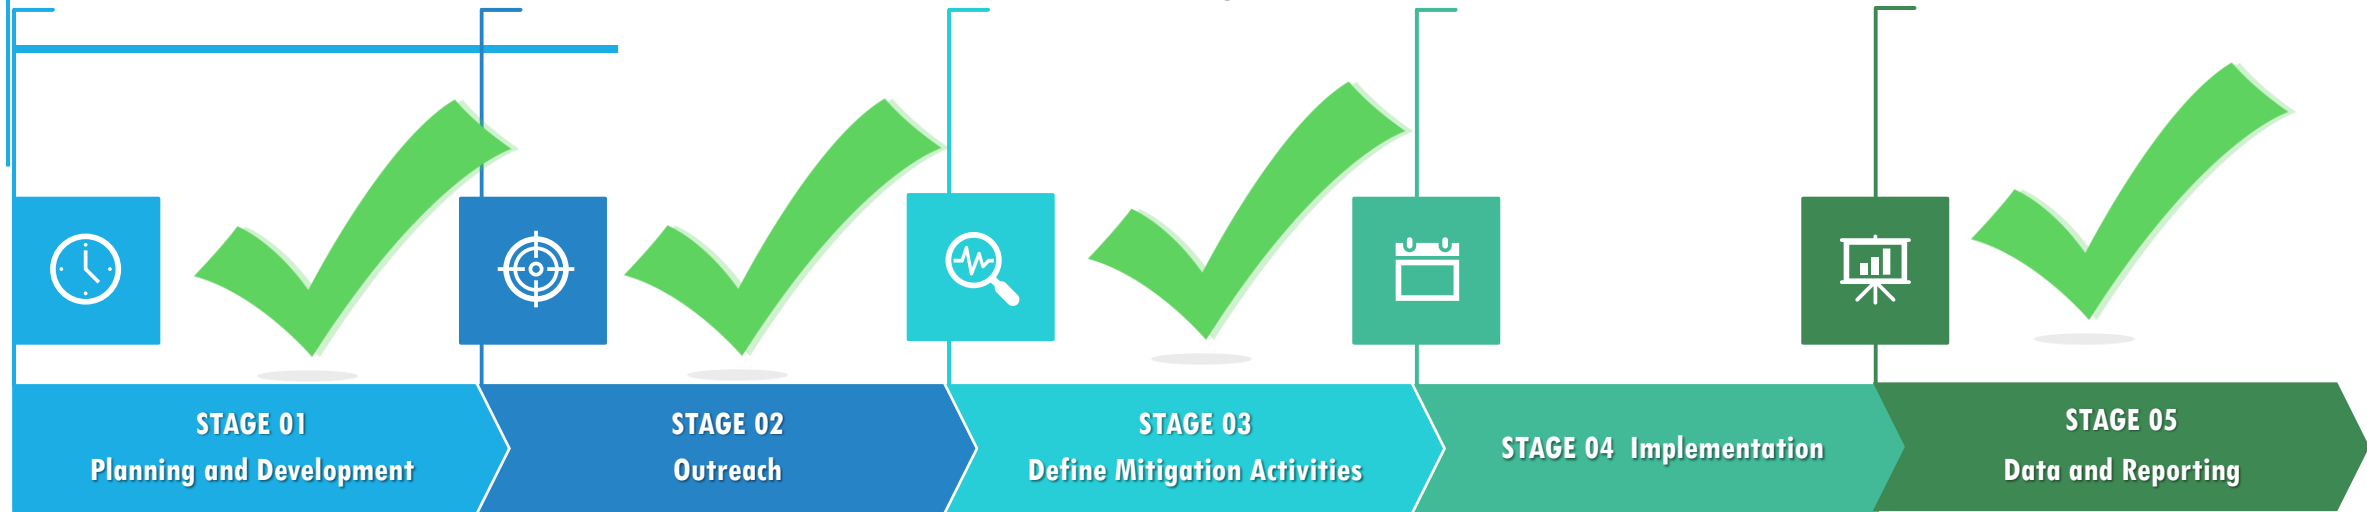 STAGE 01
Planning and Development
STAGE 02
Outreach
STAGE 03
Define Mitigation Activities
STAGE 04 Implementation
STAGE 05
Data and Reporting